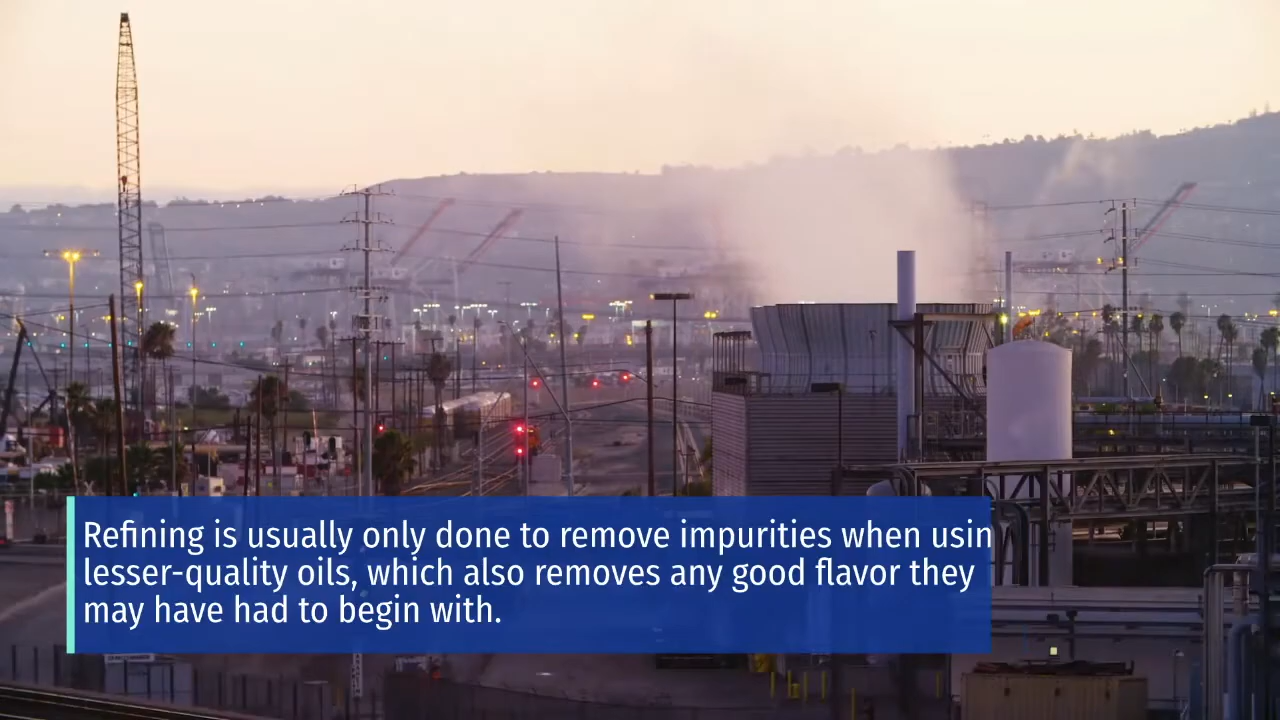 Refining is usually only done to remove impurities when usin
lesser-quality oils, which also removes any good flavor they
may have had to begin with.